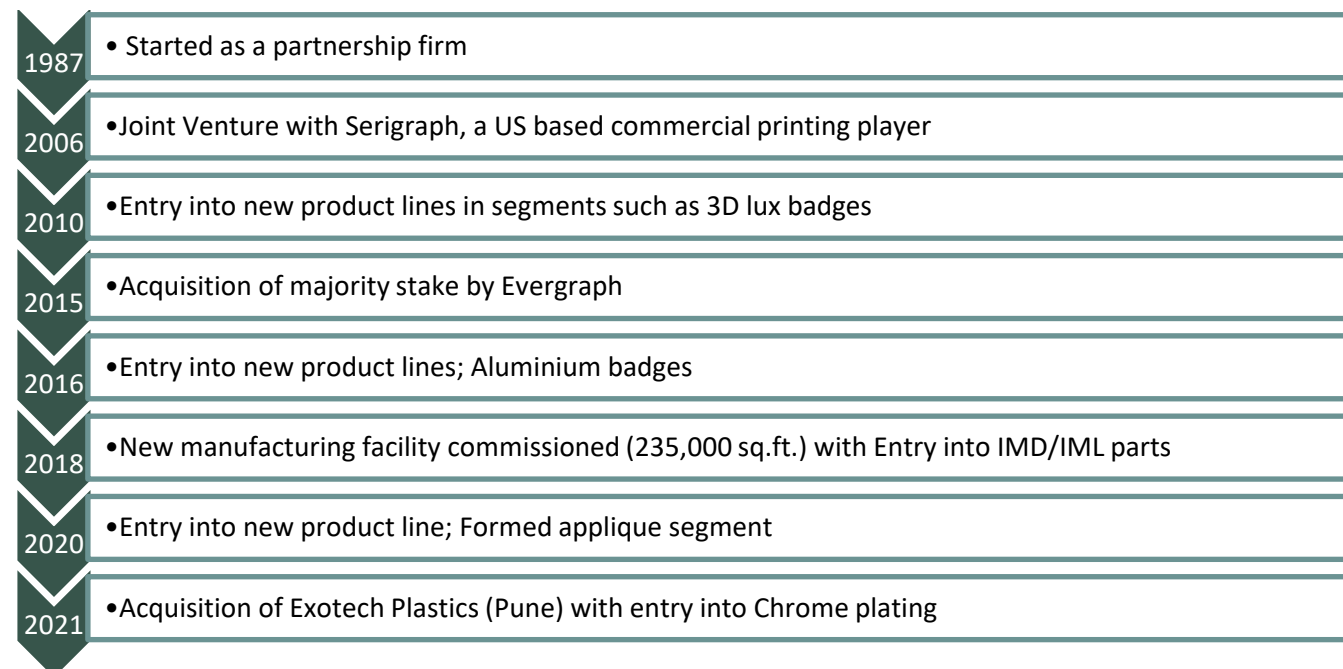 1987
• Started as a partnership firm
2006
•Joint Venture with Serigraph, a US based commercial printing player
2010
•Entry into new product lines in segments such as 3D lux badges
2015
•Acquisition of majority stake by Evergraph
2016
•Entry into new product lines; Aluminium badges
2018
•New manufacturing facility commissioned (235,000 sq.ft.) with Entry into IMD/IML parts
2020
•Entry into new product line; Formed applique segment
2021
•Acquisition of Exotech Plastics (Pune) with entry into Chrome plating